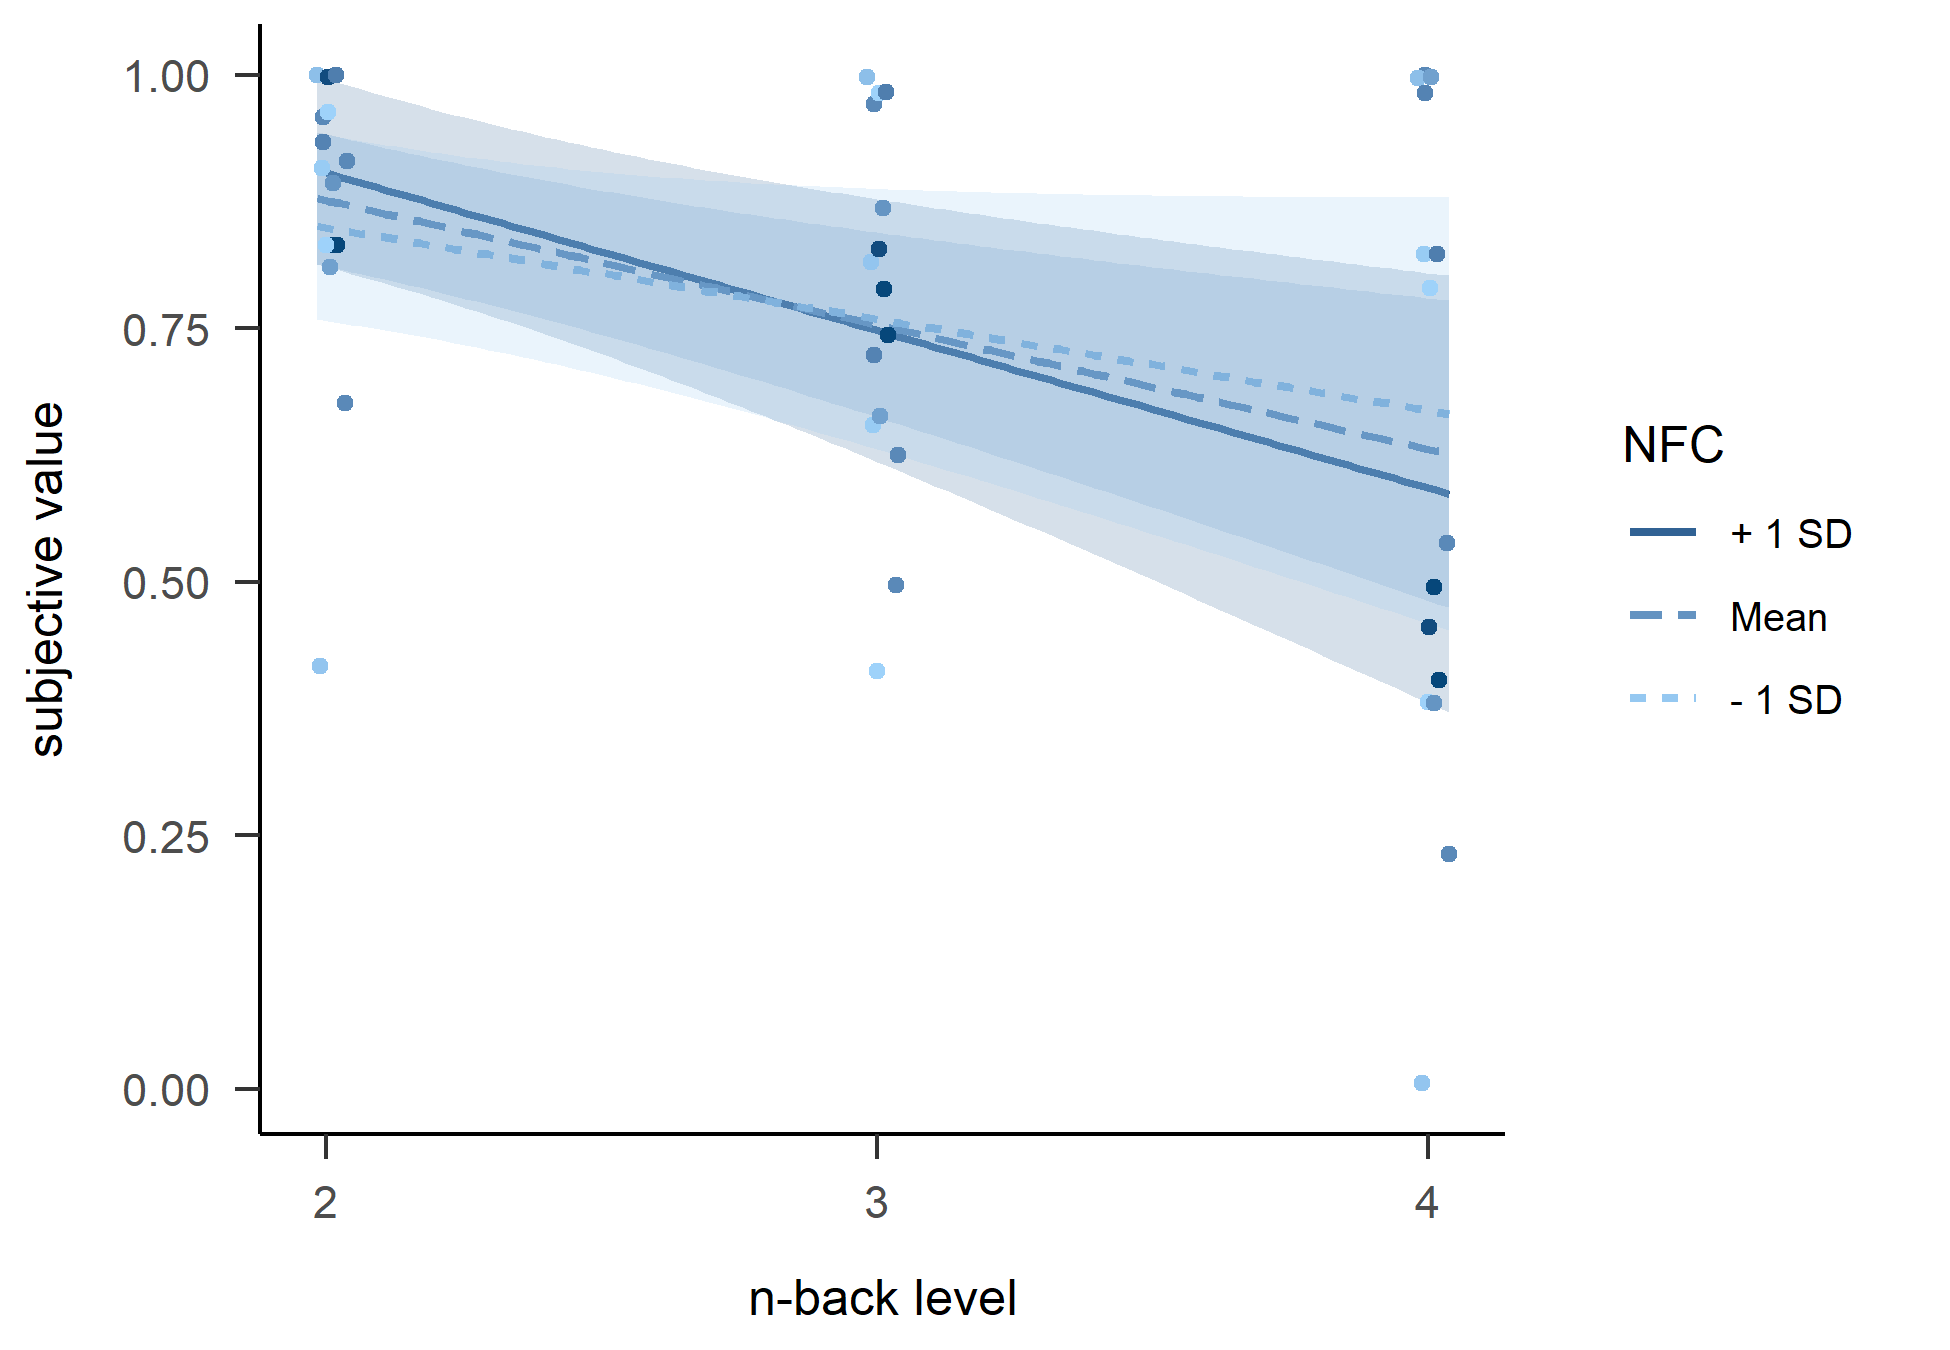 1.00
0.75
0.50
0.25
0.00
subjective value
2 3 4
n-back level
NFC
+ 1 SD
Mean
- 1 SD